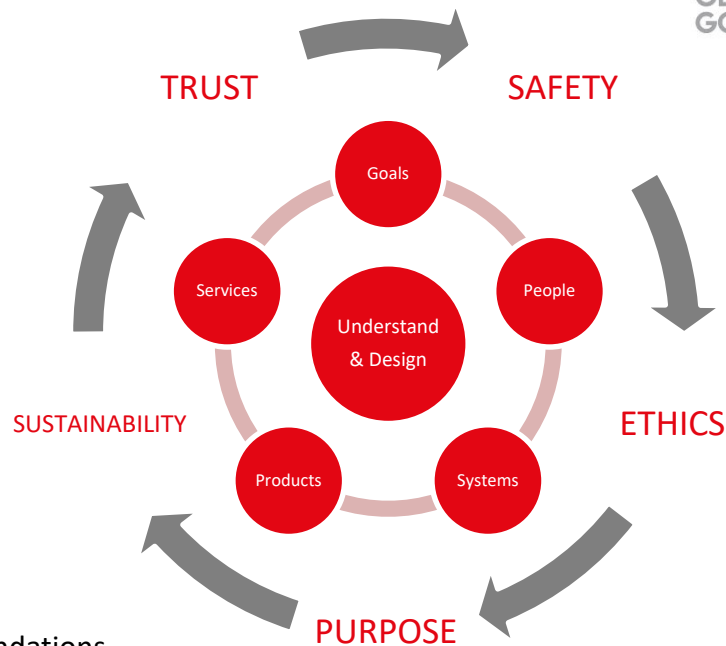 TRUST
SAFETY
Goals
Services
People
Understand
& Design
SUSTAINABILITY
ETHICS
Products
Systems
PURPOSE